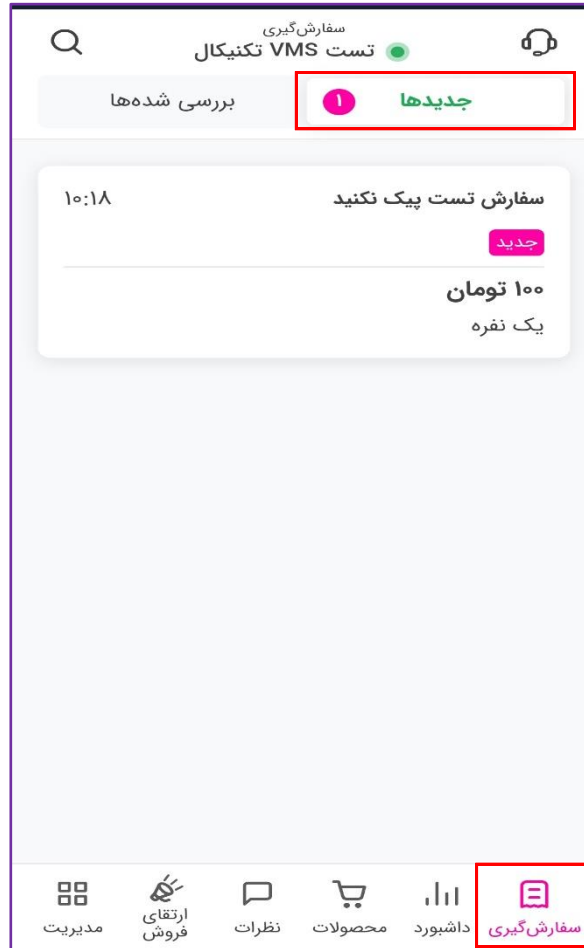 سفارش‌گیری
تست VMS تکنیکال
جدیدها ۱
بررسی شده‌ها
سفارش تست پیک نکنید ۱۰:۱۸
جدید
۱۰۰ تومان
یک نفره
سفارش‌گیری
داشبورد
محصولات
نظرات
ارتقای
فروش
مدیریت